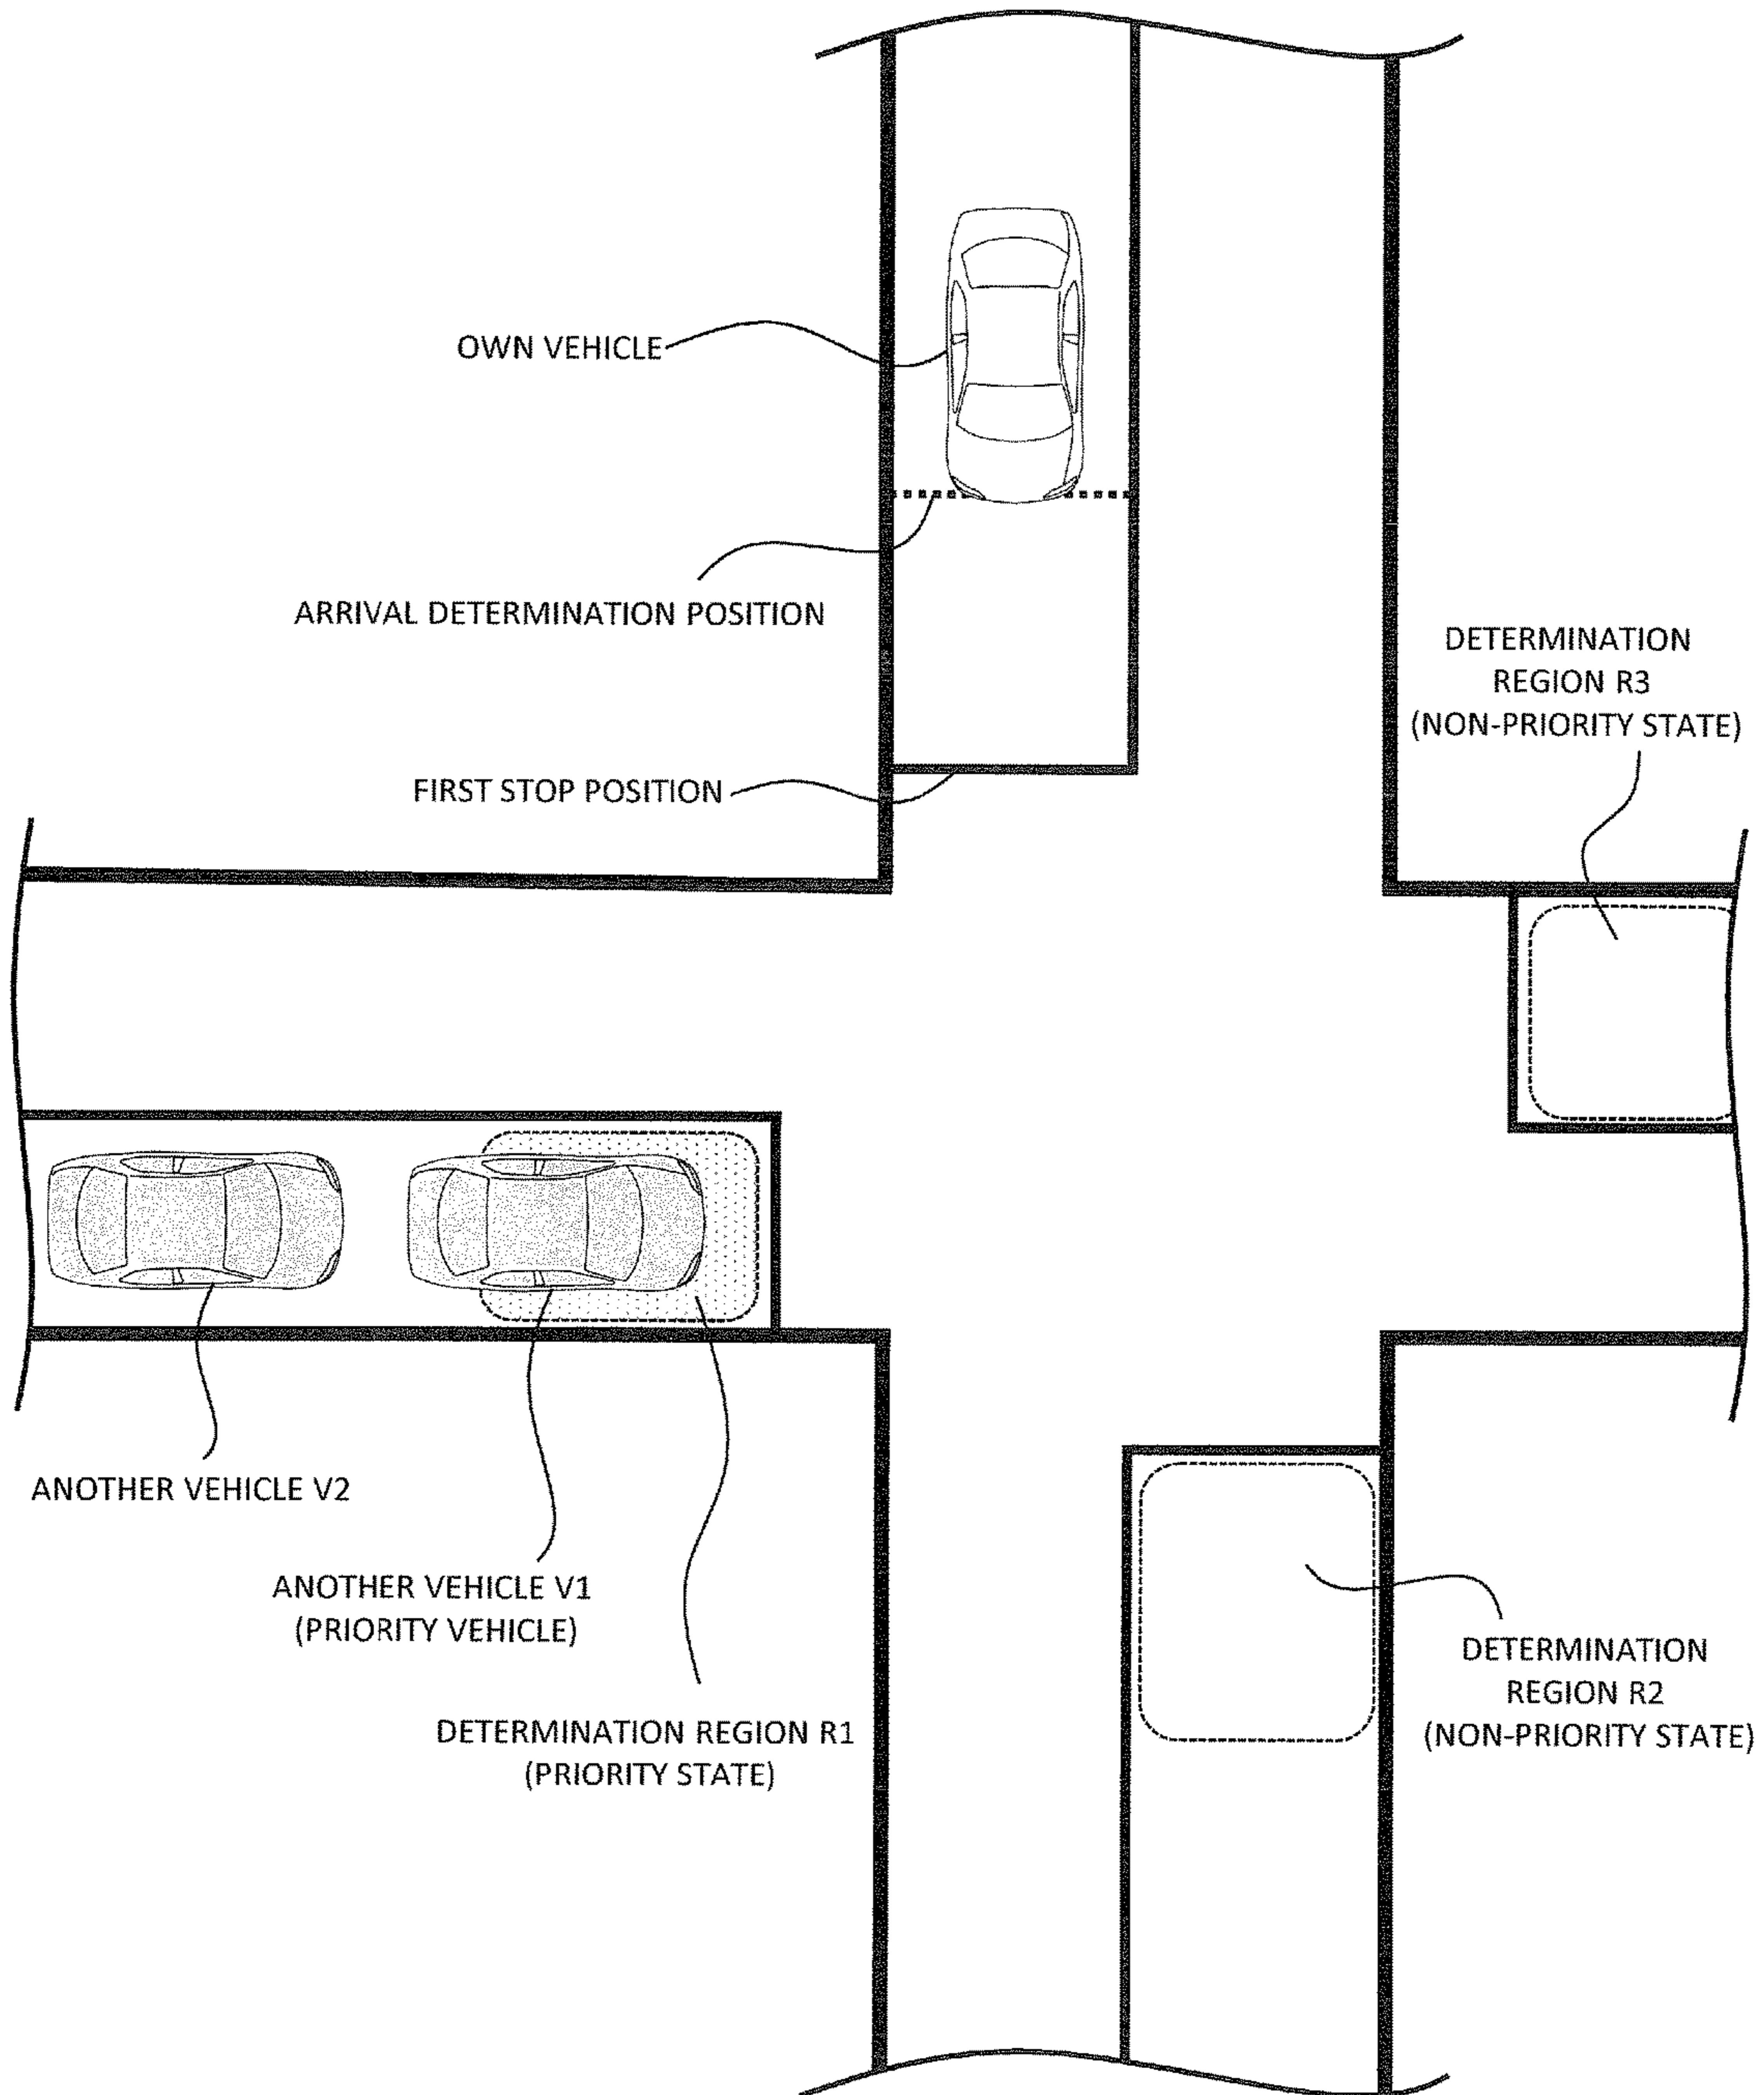 OWN VEHICLE
ARRIVAL DETERMINATION POSITION
DETERMINATION
REGION R3
(NON-PRIORITY STATE)
FIRST STOP POSITION
ANOTHER VEHICLE V2
ANOTHER VEHICLE V1
(PRIORITY VEHICLE)
DETERMINATION
REGION R2
(NON-PRIORITY STATE)
DETERMINATION REGION R1
(PRIORITY STATE)